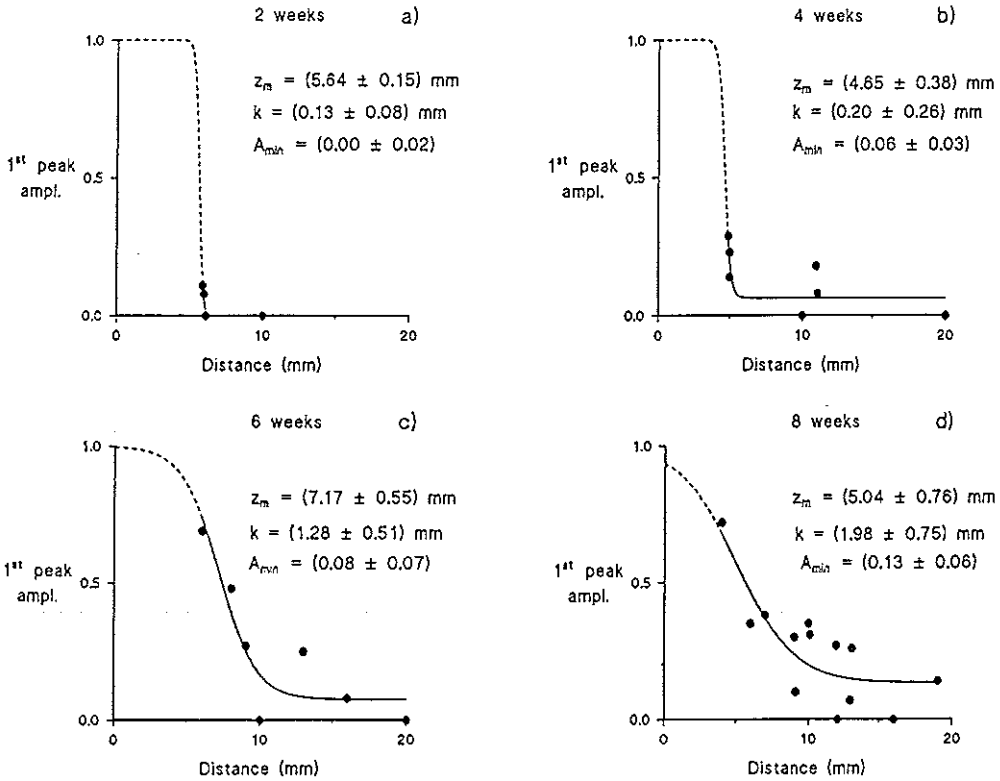 2 weeks a)
1.0
z_m = (5.64 ± 0.15) mm
k = (0.13 ± 0.08) mm
A_min = (0.00 ± 0.02)
1st peak
ampl.
0.5
0.0
0 10 20
Distance (mm)
4 weeks b)
1.0
z_m = (4.65 ± 0.38) mm
k = (0.20 ± 0.26) mm
A_min = (0.06 ± 0.03)
1st peak
ampl.
0.5
0.0
0 10 20
Distance (mm)
6 weeks c)
1.0
z_m = (7.17 ± 0.55) mm
k = (1.28 ± 0.51) mm
A_min = (0.08 ± 0.07)
1st peak
ampl.
0.5
0.0
0 10 20
Distance (mm)
8 weeks d)
1.0
z_m = (5.04 ± 0.76) mm
k = (1.98 ± 0.75) mm
A_min = (0.13 ± 0.06)
1st peak
ampl.
0.5
0.0
0 10 20
Distance (mm)